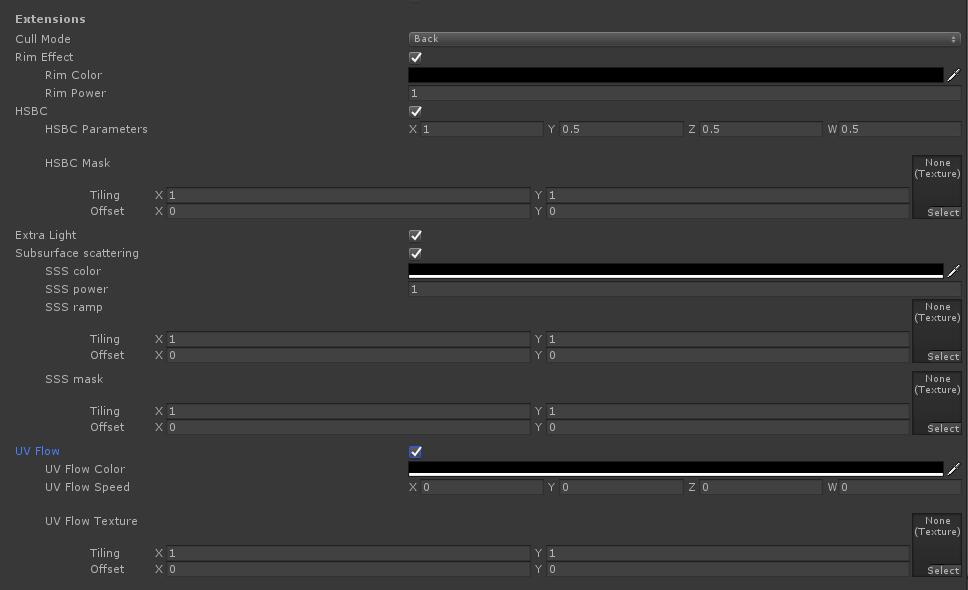 Extensions
Cull Mode Back
Rim Effect
Rim Color
Rim Power 1
HSBC
HSBC Parameters X 1 Y 0.5 Z 0.5 W 0.5
HSBC Mask None
(Texture)
Tiling X 1 Y 1
Offset X 0 Y 0 Select
Extra Light
Subsurface scattering
SSS color
SSS power 1
SSS ramp None
(Texture)
Tiling X 1 Y 1
Offset X 0 Y 0 Select
SSS mask None
(Texture)
Tiling X 1 Y 1
Offset X 0 Y 0 Select
UV Flow
UV Flow Color
UV Flow Speed X 0 Y 0 Z 0 W 0
UV Flow Texture None
(Texture)
Tiling X 1 Y 1
Offset X 0 Y 0 Select